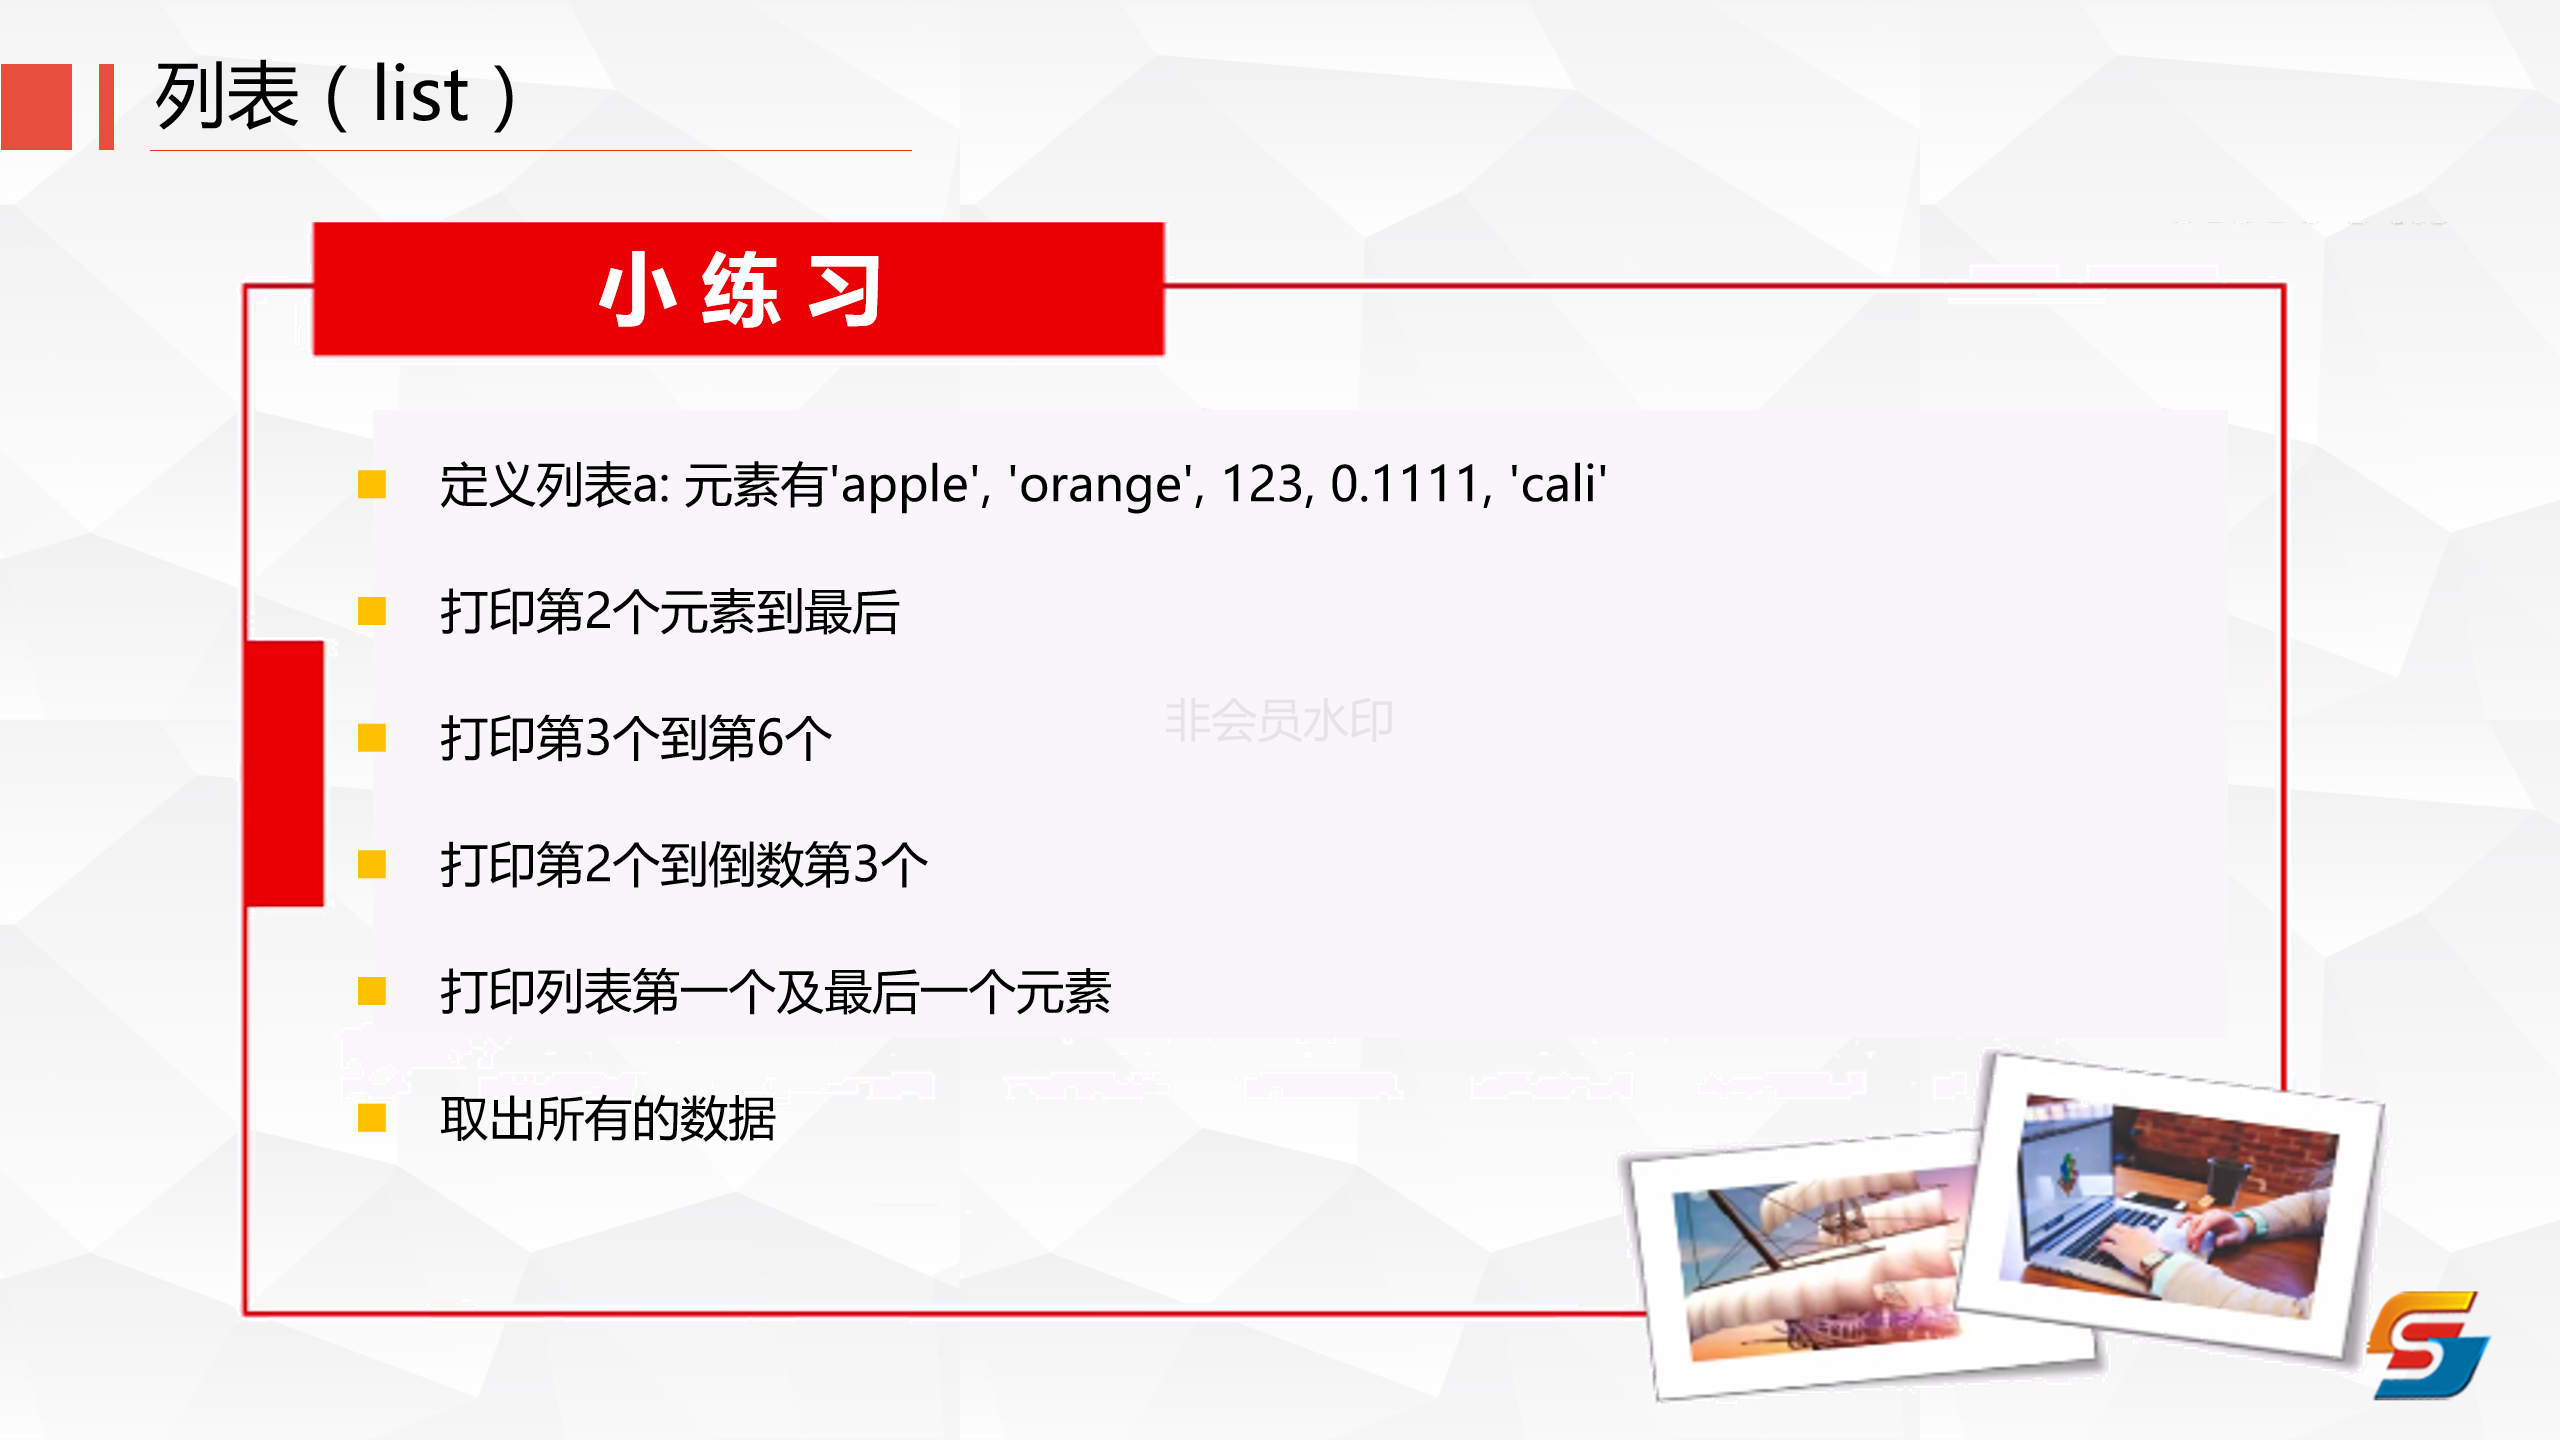 列表（list）
小 练 习
定义列表a: 元素有'apple', 'orange', 123, 0.1111, 'cali'
打印第2个元素到最后
打印第3个到第6个
非会员水印
打印第2个到倒数第3个
打印列表第一个及最后一个元素
取出所有的数据